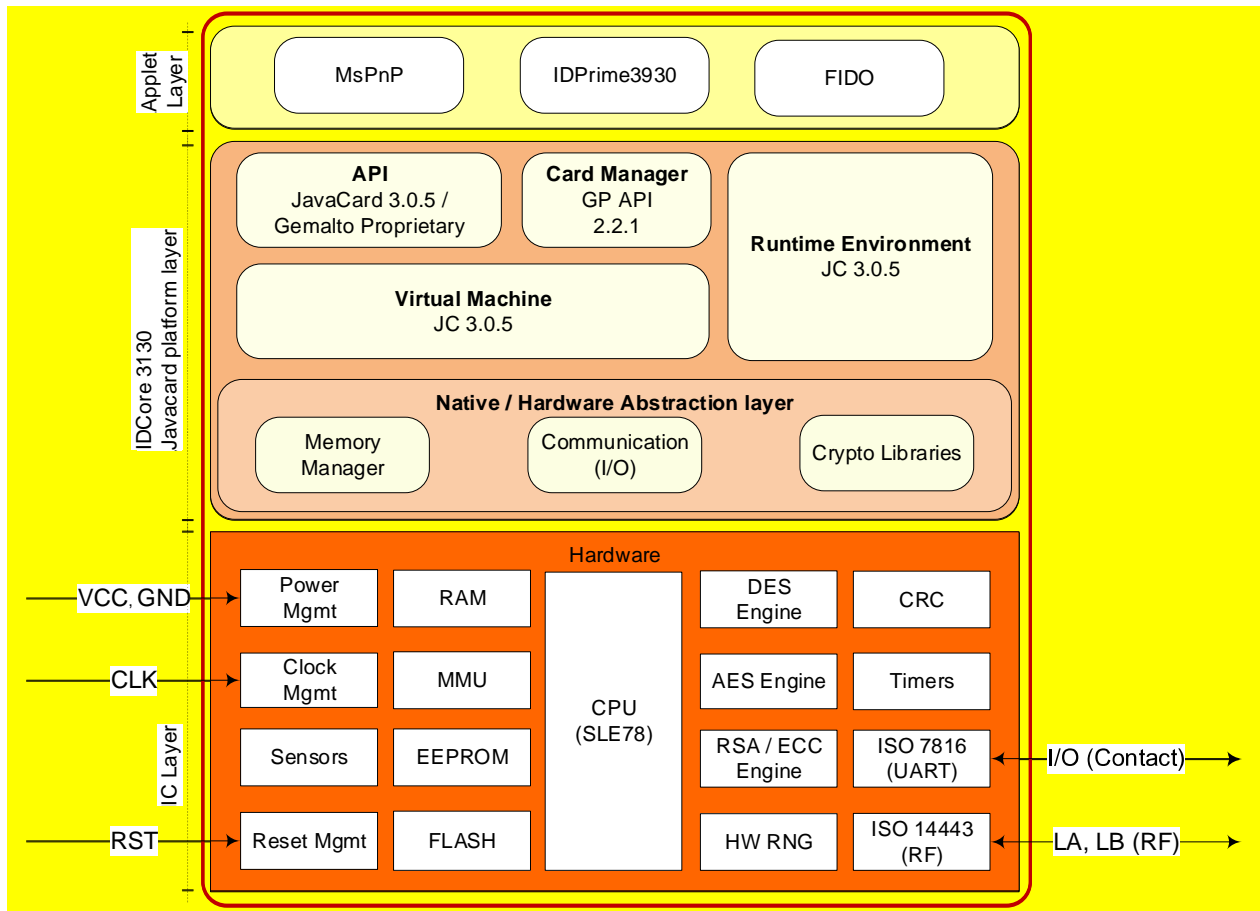 Applet
Layer
MsPnP
IDPrime3930
FIDO
IDCore 3130
Javacard platform layer
API
JavaCard 3.0.5 /
Gemalto Proprietary
Card Manager
GP API
2.2.1
Runtime Environment
JC 3.0.5
Virtual Machine
JC 3.0.5
Native / Hardware Abstraction layer
Memory
Manager
Communication
(I/O)
Crypto Libraries
IC Layer
Hardware
VCC, GND
Power
Mgmt
RAM
CPU
(SLE78)
DES
Engine
CRC
CLK
Clock
Mgmt
MMU
AES Engine
Timers
Sensors
EEPROM
RSA / ECC
Engine
ISO 7816
(UART)
I/O (Contact)
RST
Reset Mgmt
FLASH
HW RNG
ISO 14443
(RF)
LA, LB (RF)